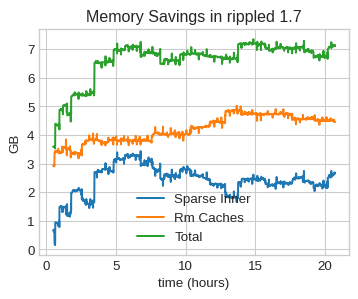 Memory Savings in rippled 1.7
7
6
5
4
3
2
1
0
GB
Sparse Inner
Rm Caches
Total
0 5 10 15 20
time (hours)